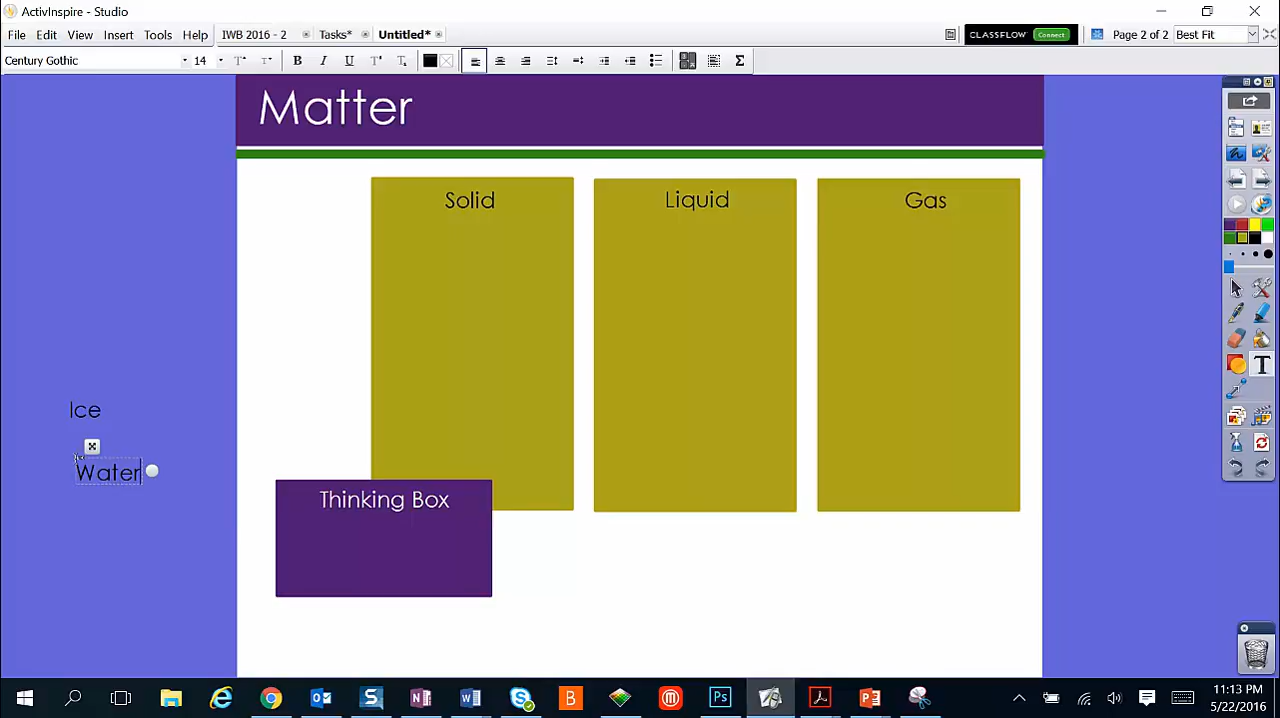 ActivInspire - Studio
File Edit View Insert Tools Help IWB 2016 - 2 Tasks* Untitled* CLASSFLOW Connect Page 2 of 2 Best Fit
Century Gothic 14 B I U T T Σ
Matter
Solid Liquid Gas
Ice
Water
Thinking Box
11:13 PM
5/22/2016